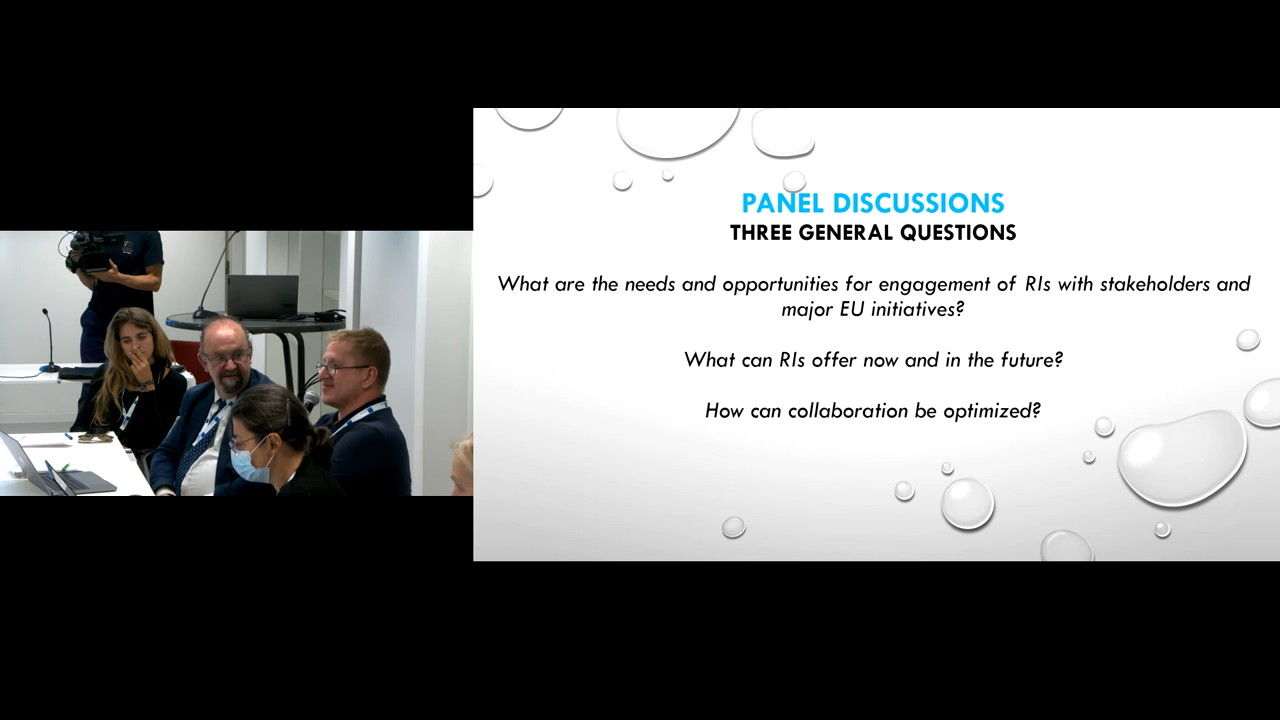 PANEL DISCUSSIONS
THREE GENERAL QUESTIONS
What are the needs and opportunities for engagement of RIs with stakeholders and
major EU initiatives?
What can RIs offer now and in the future?
How can collaboration be optimized?